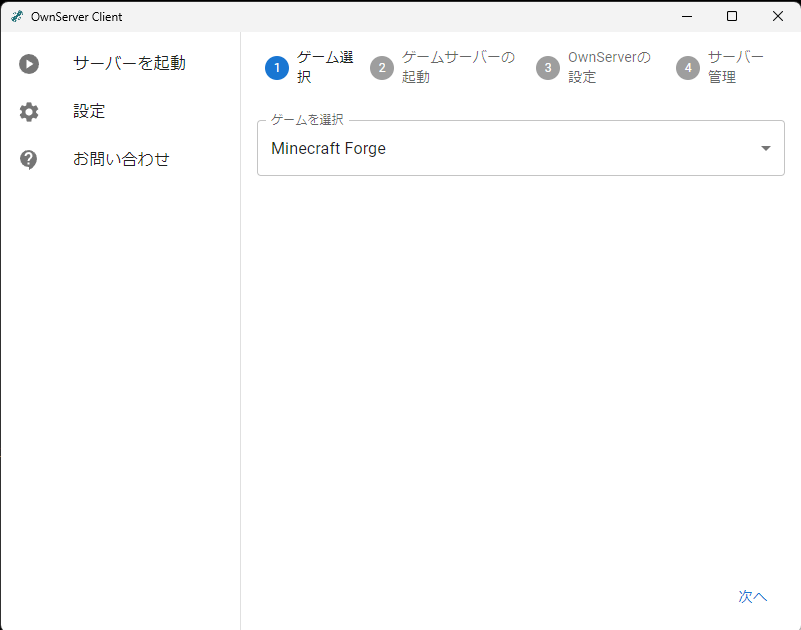 OwnServer Client
サーバーを起動
設定
お問い合わせ
1
ゲーム選
択
2
ゲームサーバーの
起動
3
OwnServerの
設定
4
サーバー
管理
ゲームを選択
Minecraft Forge
次へ